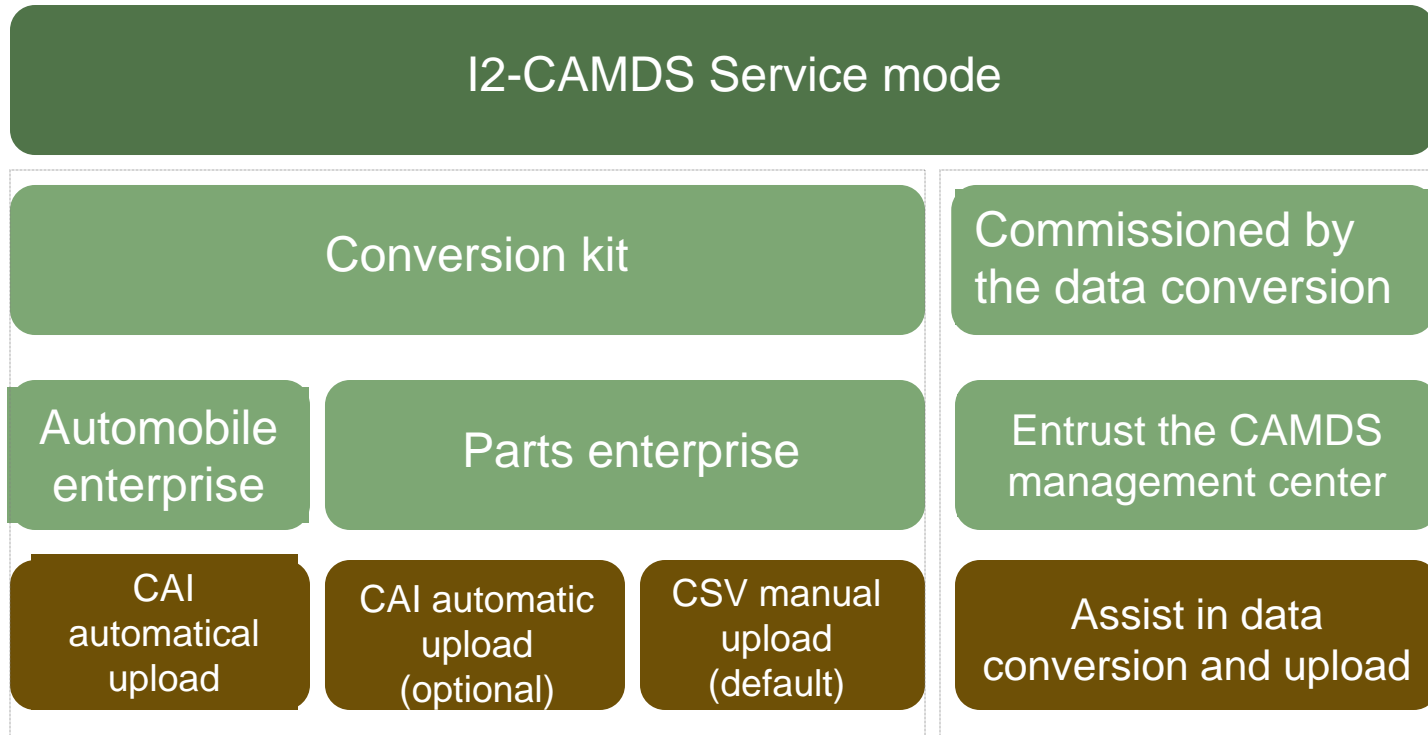 I2-CAMDS Service mode
Conversion kit
Commissioned by
the data conversion
Automobile
enterprise
Parts enterprise
Entrust the CAMDS
management center
CAI
automatical
upload
CAI automatic
upload
(optional)
CSV manual
upload
(default)
Assist in data
conversion and upload